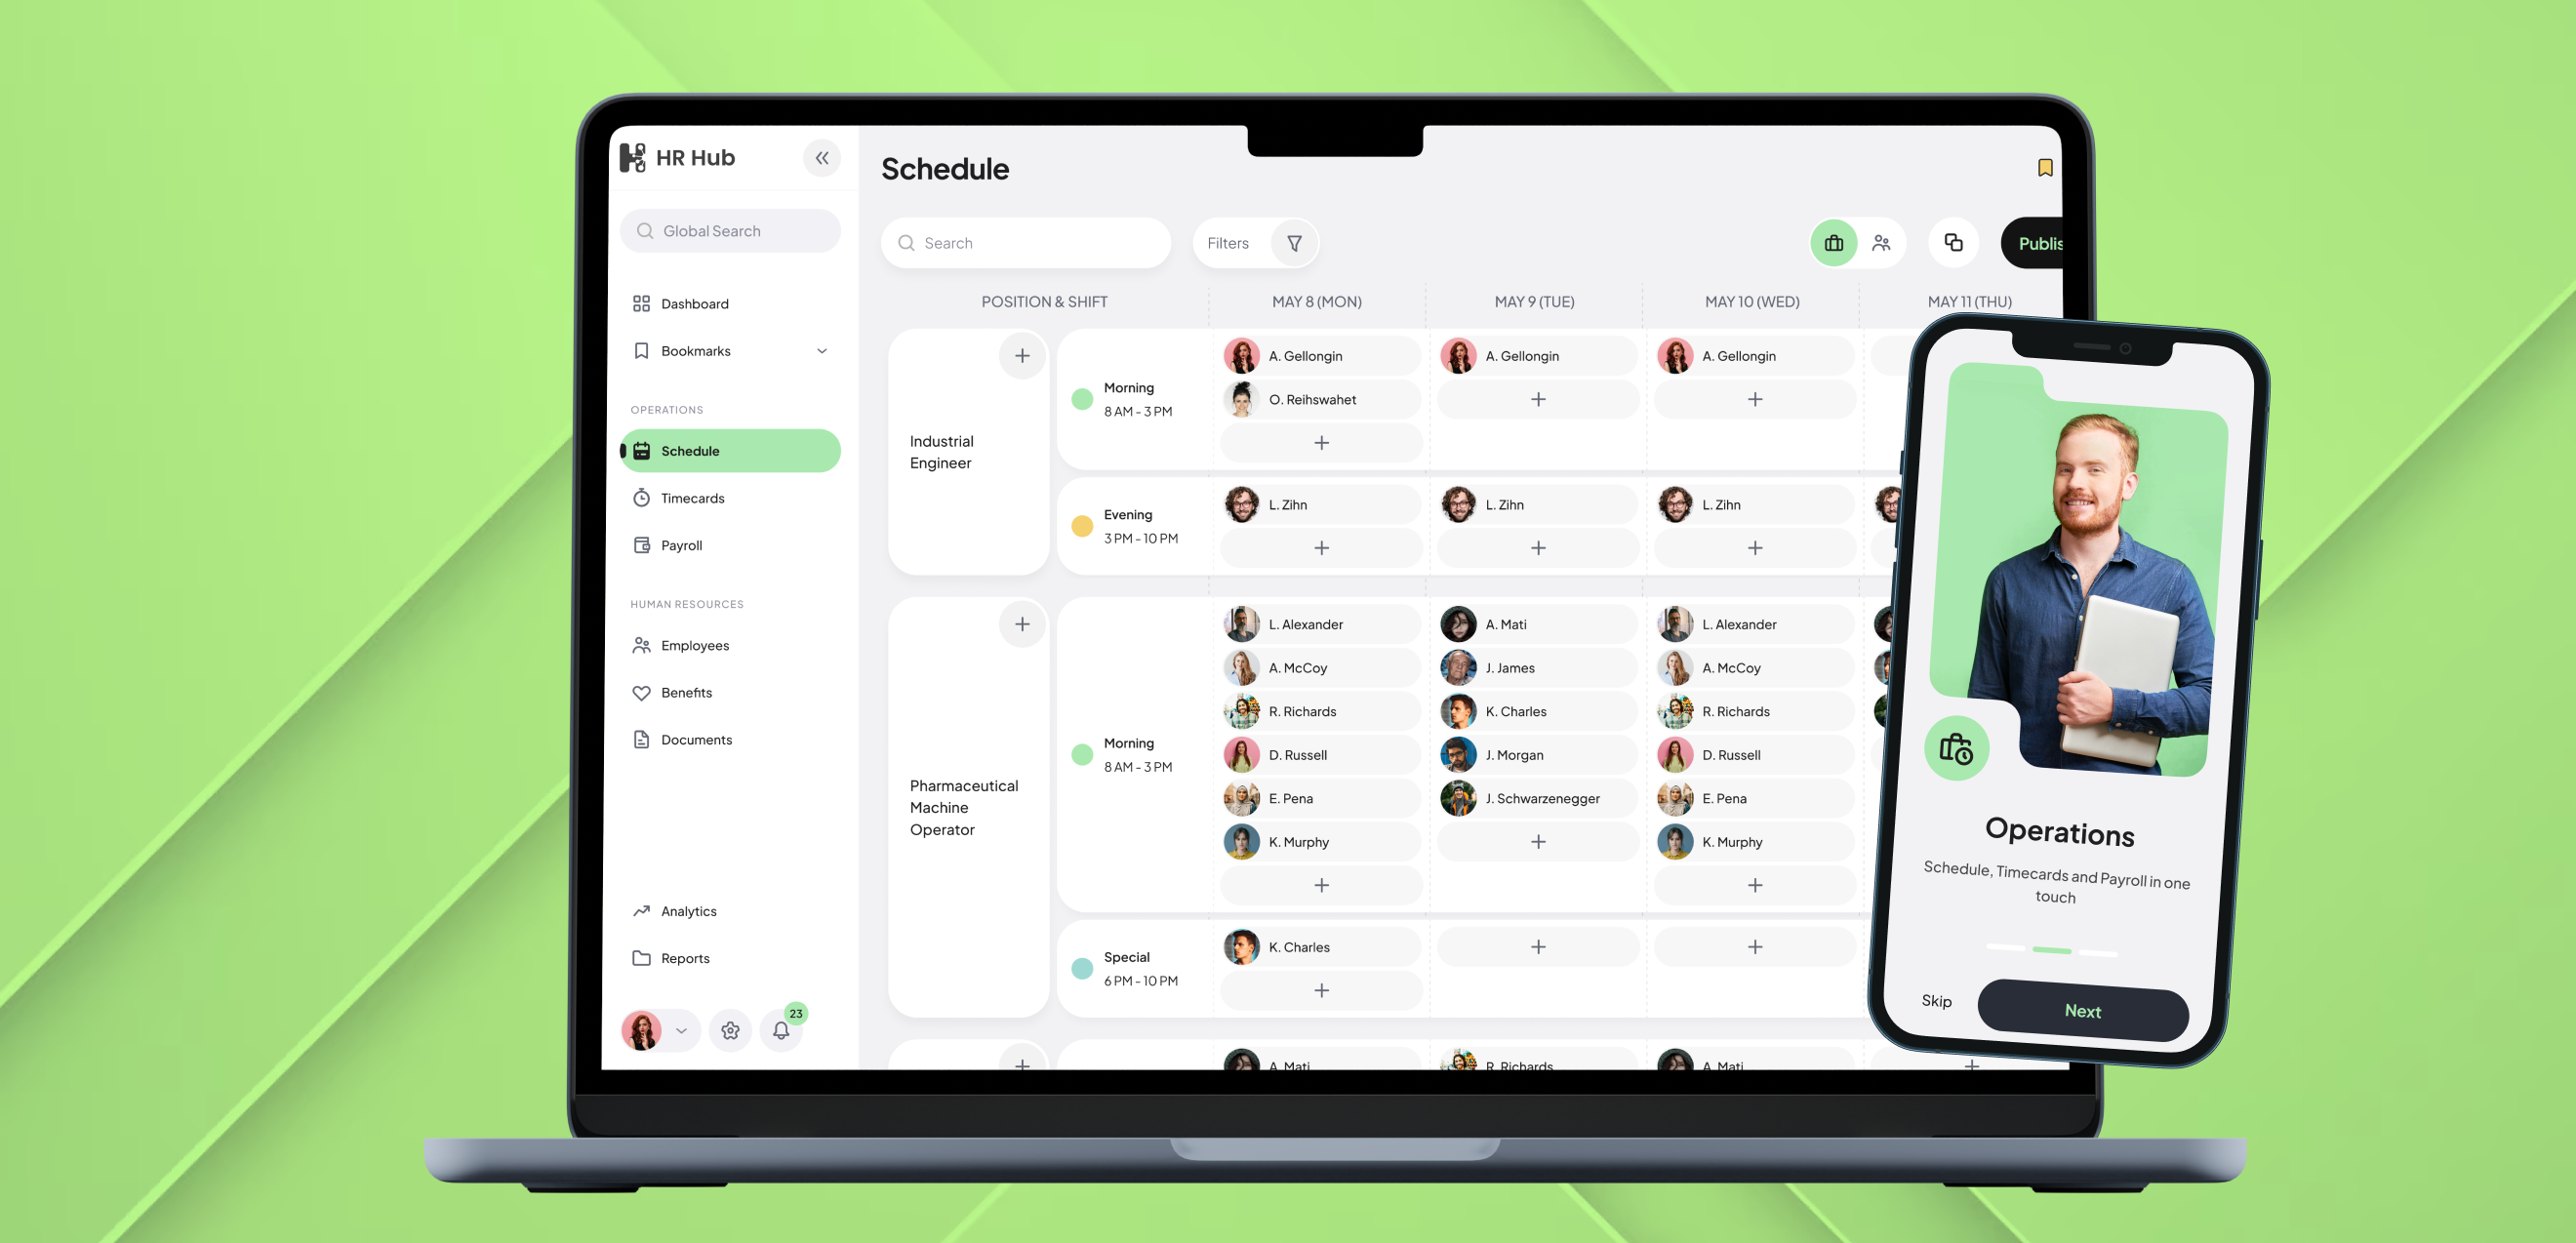 HR Hub
Global Search
Dashboard
Bookmarks
OPERATIONS
Schedule
Timecards
Payroll
HUMAN RESOURCES
Employees
Benefits
Documents
Analytics
Reports
23
Schedule
Search
Filters
Publis
POSITION & SHIFT
MAY 8 (MON)
MAY 9 (TUE)
MAY 10 (WED)
MAY 11 (THU)
Industrial
Engineer
Morning
8 AM - 3 PM
A. Gellongin
A. Gellongin
A. Gellongin
O. Reihswahet
Evening
3 PM - 10 PM
L. Zihn
L. Zihn
L. Zihn
Pharmaceutical
Machine
Operator
Morning
8 AM - 3 PM
L. Alexander
A. Mati
L. Alexander
A. McCoy
J. James
A. McCoy
R. Richards
K. Charles
R. Richards
D. Russell
J. Morgan
D. Russell
E. Pena
J. Schwarzenegger
E. Pena
K. Murphy
K. Murphy
Special
6 PM - 10 PM
K. Charles
A. Mati
R. Richards
A. Mati
Operations
Schedule, Timecards and Payroll in one
touch
Skip
Next